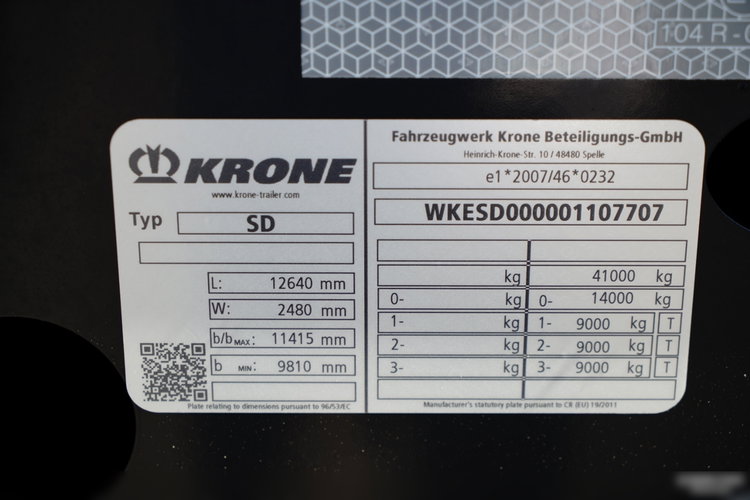 104 R-0
KRONE
www.krone-trailer.com
Typ SD
L: 12640 mm
W: 2480 mm
b/bMAX: 11415 mm
b MIN: 9810 mm
Plate relating to dimensions pursuant to 96/53/EC
Fahrzeugwerk Krone Beteiligungs-GmbH
Heinrich-Krone-Str. 10 / 48480 Spelle
e1*2007/46*0232
WKESD000001107707
kg 41000 kg
0- kg 0- 14000 kg
1- kg 1- 9000 kg T
2- kg 2- 9000 kg T
3- kg 3- 9000 kg T
Manufacturer's statutory plate pursuant to CR (EU) 19/2011